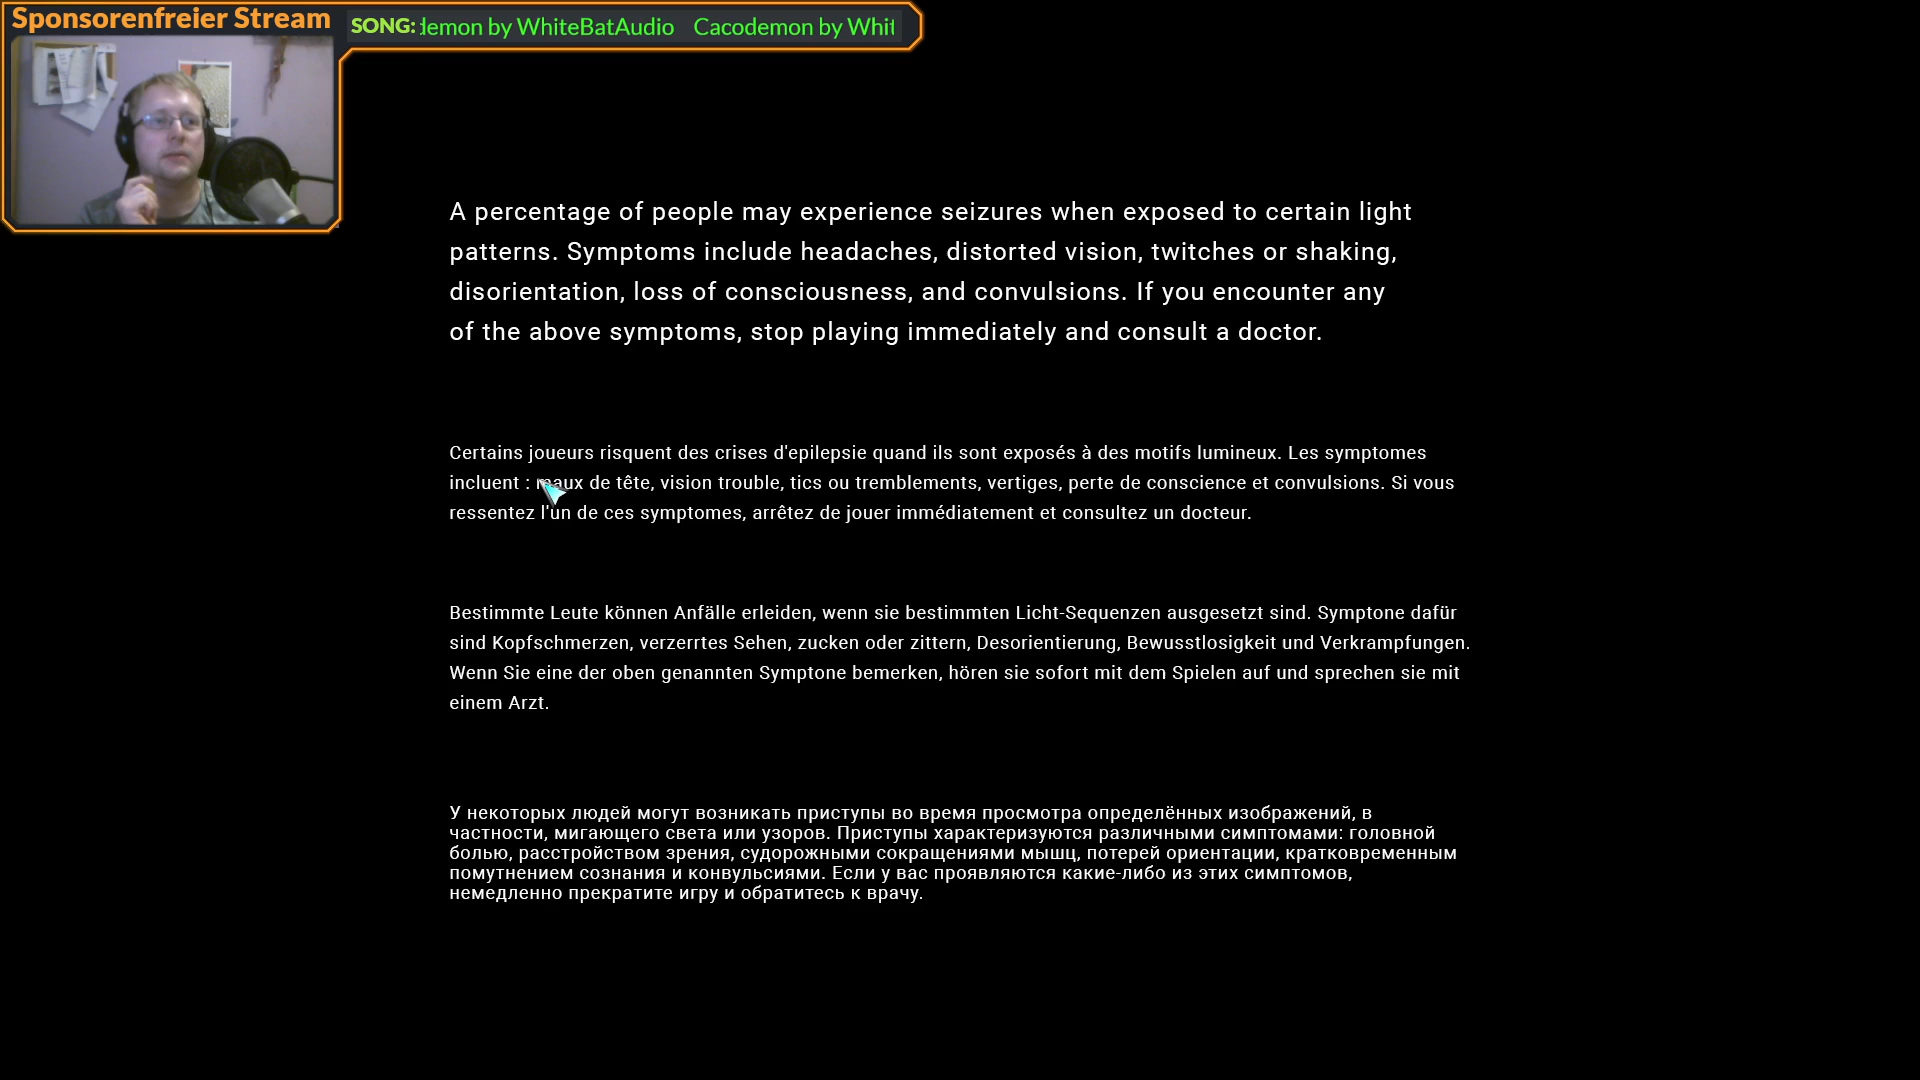 Sponsorenfreier Stream
SONG: demon by WhiteBatAudio Cacodemon by Whit
A percentage of people may experience seizures when exposed to certain light
patterns. Symptoms include headaches, distorted vision, twitches or shaking,
disorientation, loss of consciousness, and convulsions. If you encounter any
of the above symptoms, stop playing immediately and consult a doctor.
Certains joueurs risquent des crises d'epilepsie quand ils sont exposés à des motifs lumineux. Les symptomes
incluent : maux de tête, vision trouble, tics ou tremblements, vertiges, perte de conscience et convulsions. Si vous
ressentez l'un de ces symptomes, arrêtez de jouer immédiatement et consultez un docteur.
Bestimmte Leute können Anfälle erleiden, wenn sie bestimmten Licht-Sequenzen ausgesetzt sind. Symptone dafür
sind Kopfschmerzen, verzerrtes Sehen, zucken oder zittern, Desorientierung, Bewusstlosigkeit und Verkrampfungen.
Wenn Sie eine der oben genannten Symptone bemerken, hören sie sofort mit dem Spielen auf und sprechen sie mit
einem Arzt.
У некоторых людей могут возникать приступы во время просмотра определённых изображений, в
частности, мигающего света или узоров. Приступы характеризуются различными симптомами: головной
болью, расстройством зрения, судорожными сокращениями мышц, потерей ориентации, кратковременным
помутнением сознания и конвульсиями. Если у вас проявляются какие-либо из этих симптомов,
немедленно прекратите игру и обратитесь к врачу.